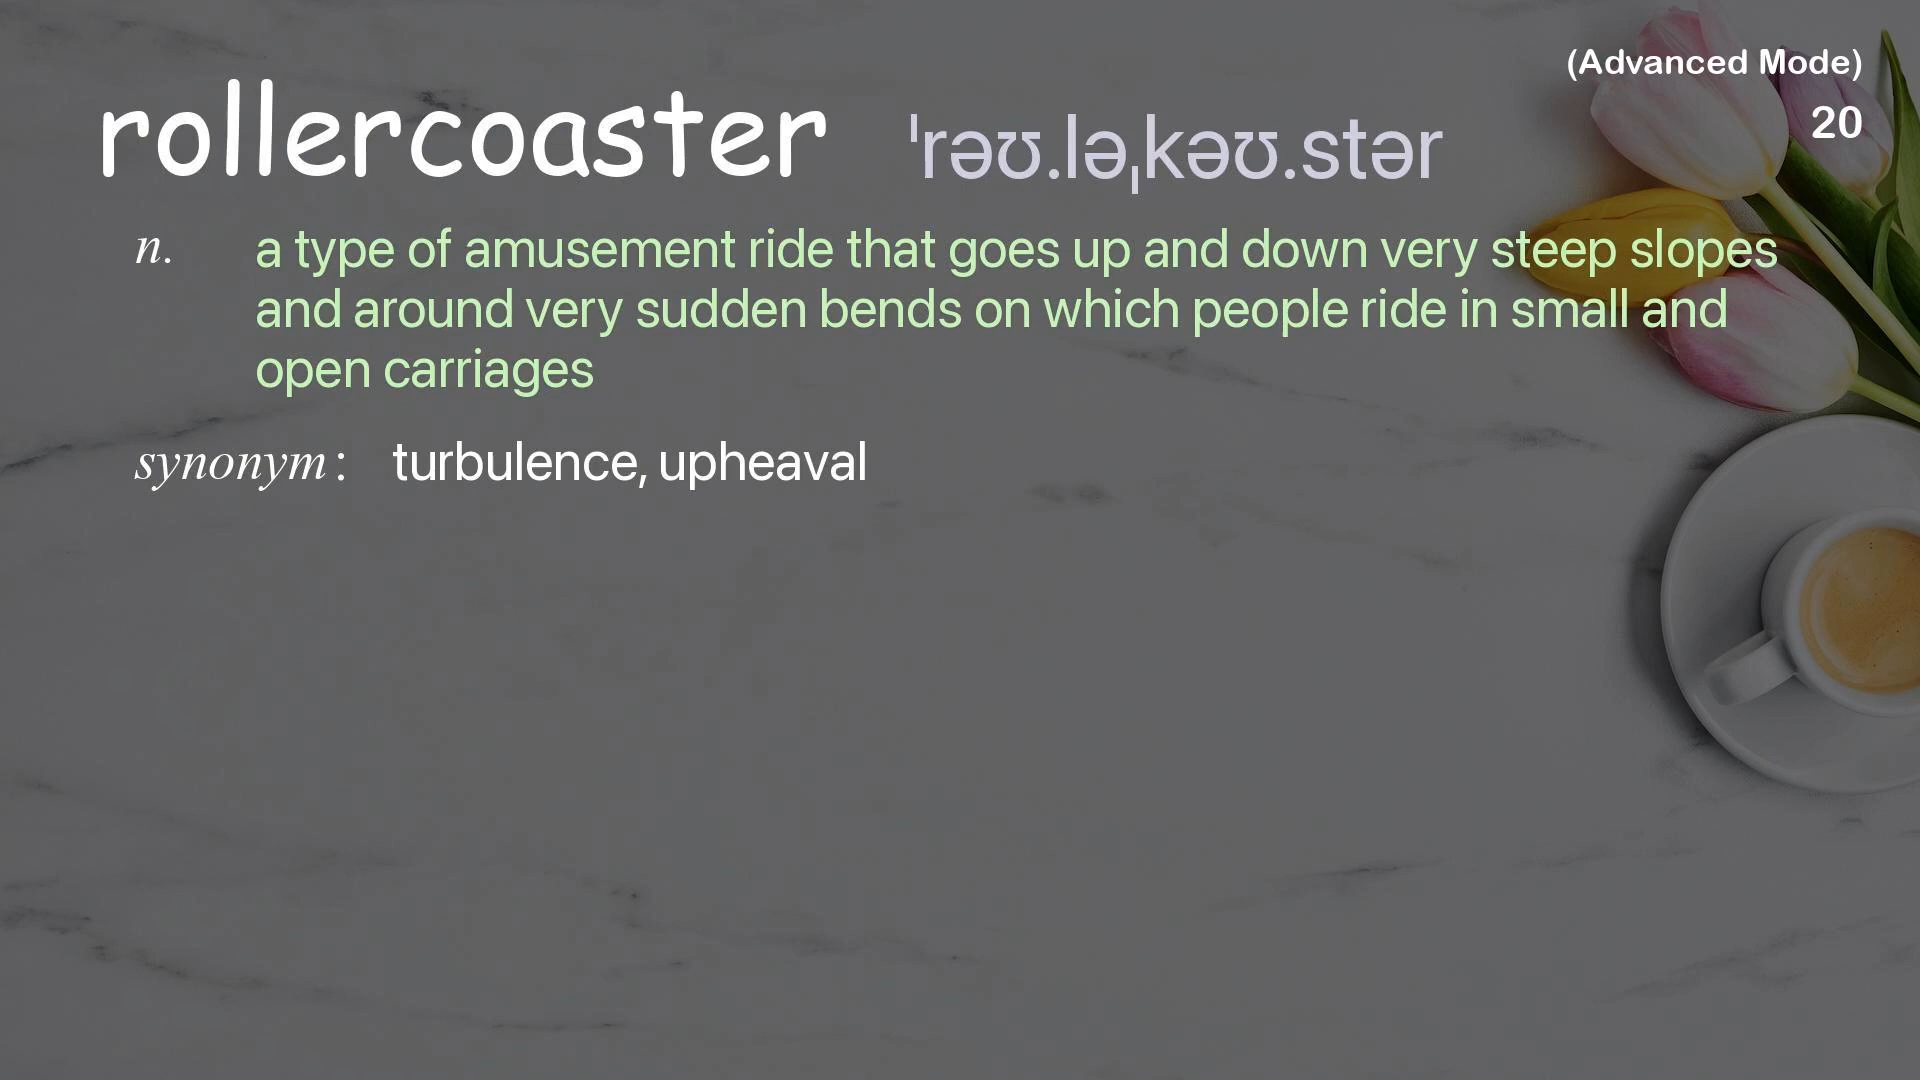 (Advanced Mode)
rollercoaster ˈrəʊ.ləˌkəʊ.stər
20
n. a type of amusement ride that goes up and down very steep slopes
and around very sudden bends on which people ride in small and
open carriages
synonym: turbulence, upheaval